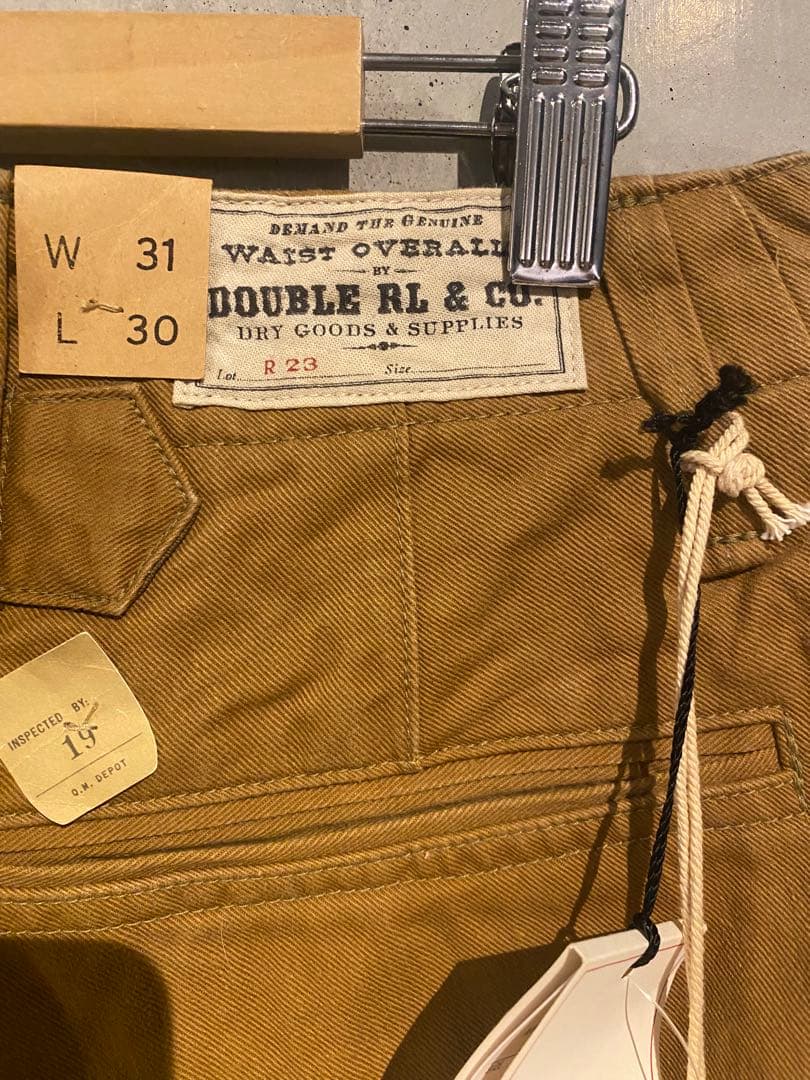 W 31
L 30
DEMAND THE GENUINE
WAIST OVERALL
BY
DOUBLE RL & CO.
DRY GOODS & SUPPLIES
Lot R 23 Size
INSPECTED BY:
19
Q.M. DEPOT